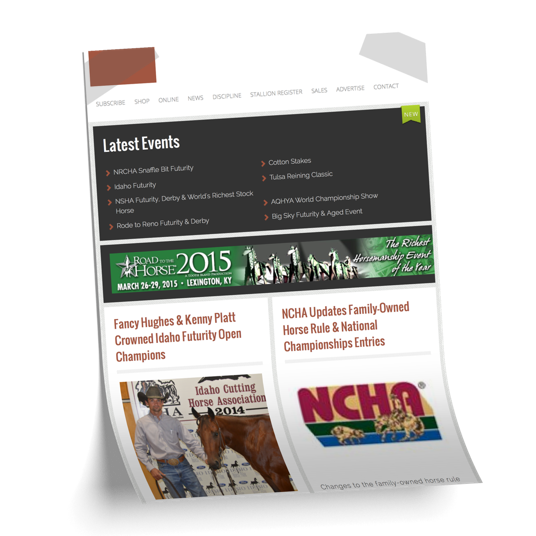 SUBSCRIBE SHOP ONLINE NEWS DISCIPLINE STALLION REGISTER SALES ADVERTISE CONTACT
NEW
Latest Events
NRCHA Snaffle Bit Futurity
Idaho Futurity
NSHA Futurity, Derby & World's Richest Stock
Horse
Rode to Reno Futurity & Derby
Cotton Stakes
Tulsa Reining Classic
AQHYA World Championship Show
Big Sky Futurity & Aged Event
ROAD TO THE HORSE 2015
MARCH 26-29, 2015 • LEXINGTON, KY
The Richest
Horsemanship Event
of the Year
Fancy Hughes & Kenny Platt
Crowned Idaho Futurity Open
Champions
Idaho Cutting
Horse Association
2014
NCHA Updates Family-Owned
Horse Rule & National
Championships Entries
NCHA®
Changes to the family-owned horse rule